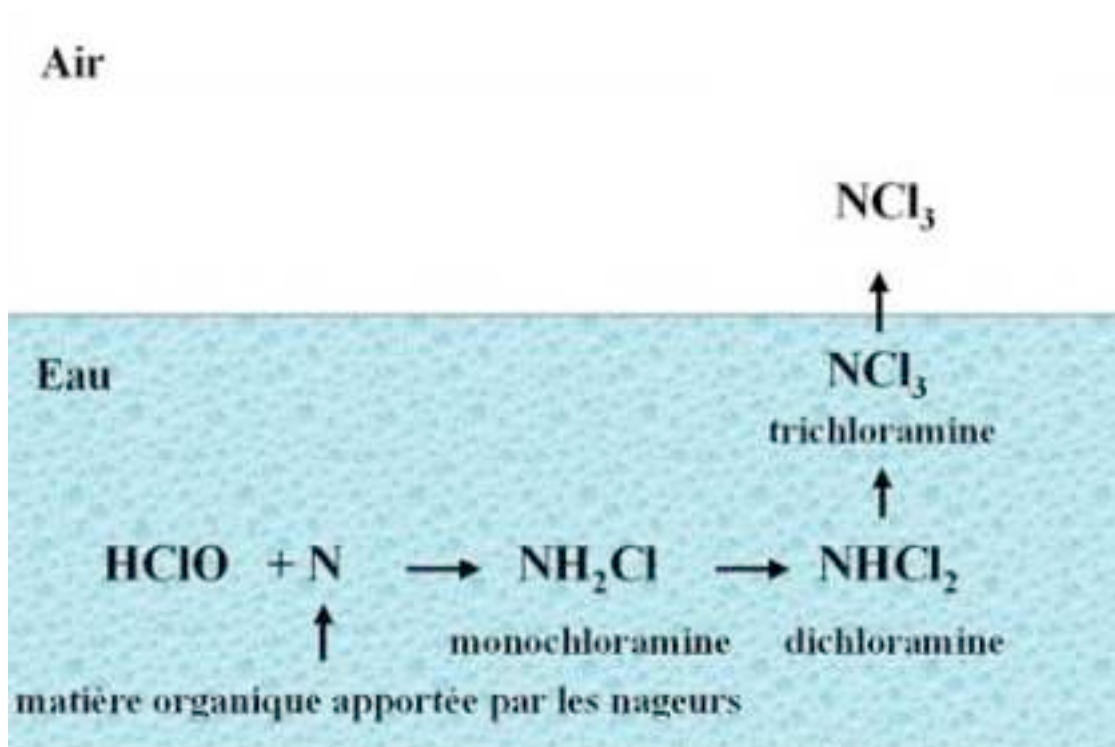 Air
NCl₃
Eau
NCl₃
trichloramine
HClO + N → NH₂Cl → NHCl₂
monochloramine dichloramine
matière organique apportée par les nageurs